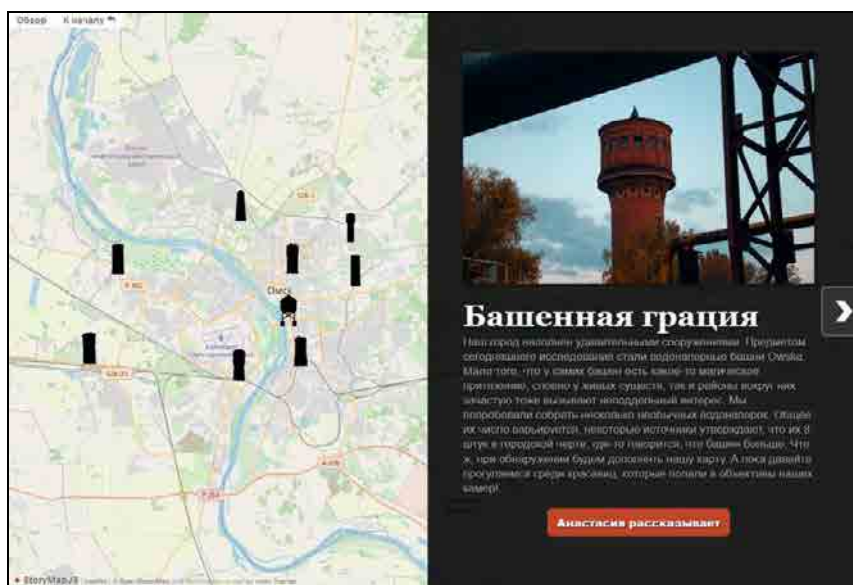 Обзор К началу
Омск
Башенная грация
Наш город наполнен удивительными сооружениями. Предметом
сегодняшнего исследования стали водонапорные башни Омска.
Мало того, что у самих башен есть какое-то магическое
притяжение, словно у живых существ, так и районы вокруг них
зачастую тоже вызывают неподдельный интерес. Мы
попробовали собрать несколько необычных водонапорок. Общее
их число варьируется, некоторые источники утверждают, что их 8
штук в городской черте, где-то говорится, что башен больше. Что
ж, при обнаружении будем дополнять нашу карту. А пока давайте
прогуляемся среди красавиц, которые попали в объективы наших
камер!
Анастасия рассказывает
StoryMapJS